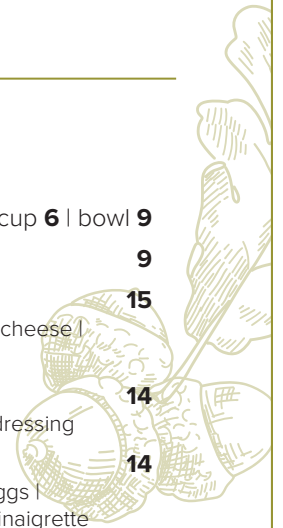 cup 6 | bowl 9
9
15
cheese |
14
dressing
14
ggs |
inaigrette